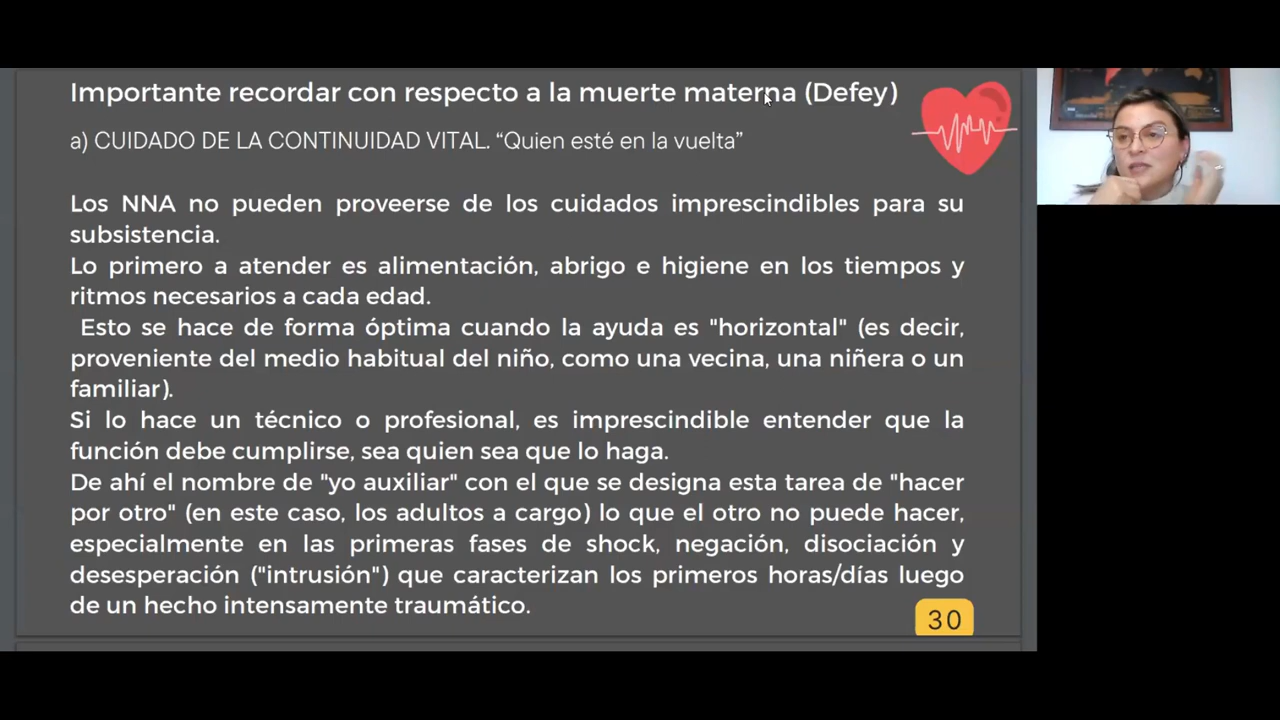 Importante recordar con respecto a la muerte materna (Defey)
a) CUIDADO DE LA CONTINUIDAD VITAL. “Quien esté en la vuelta”
Los NNA no pueden proveerse de los cuidados imprescindibles para su
subsistencia.
Lo primero a atender es alimentación, abrigo e higiene en los tiempos y
ritmos necesarios a cada edad.
Esto se hace de forma óptima cuando la ayuda es "horizontal" (es decir,
proveniente del medio habitual del niño, como una vecina, una niñera o un
familiar).
Si lo hace un técnico o profesional, es imprescindible entender que la
función debe cumplirse, sea quien sea que lo haga.
De ahí el nombre de "yo auxiliar" con el que se designa esta tarea de "hacer
por otro" (en este caso, los adultos a cargo) lo que el otro no puede hacer,
especialmente en las primeras fases de shock, negación, disociación y
desesperación ("intrusión") que caracterizan los primeros horas/días luego
de un hecho intensamente traumático.
30